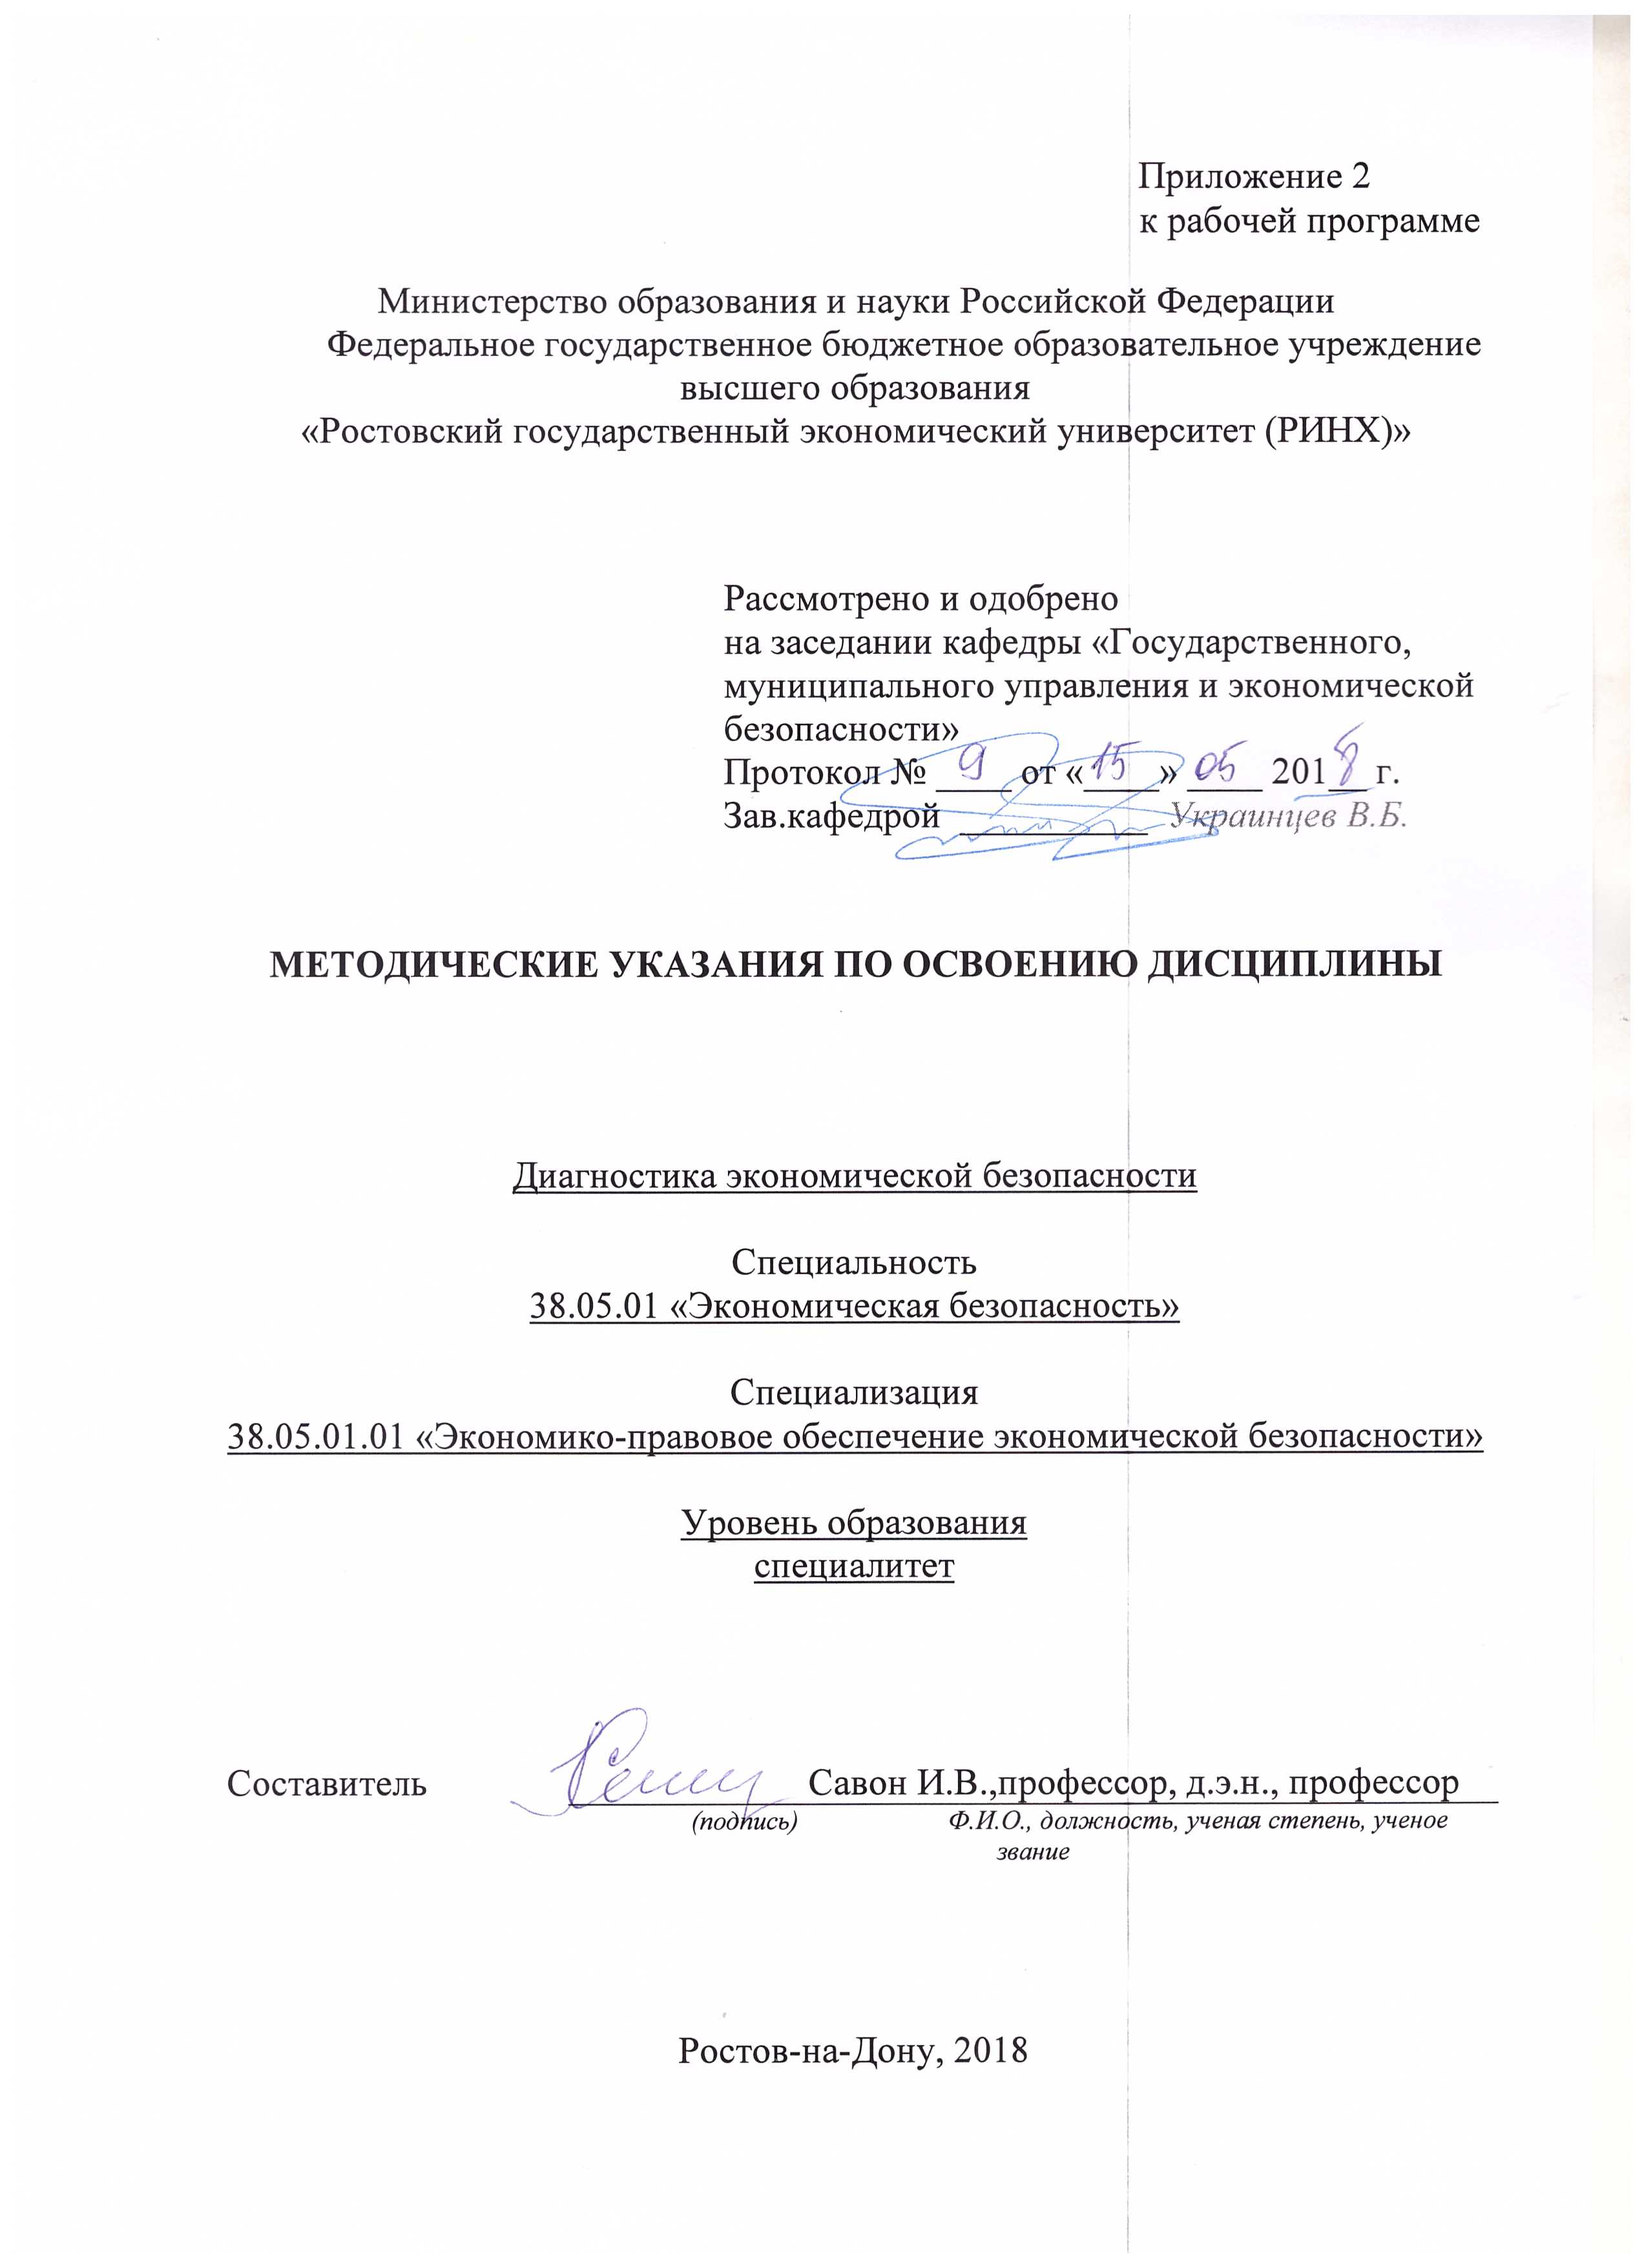 Приложение 2
к рабочей программе
Министерство образования и науки Российской Федерации
Федеральное государственное бюджетное образовательное учреждение
высшего образования
«Ростовский государственный экономический университет (РИНХ)»
Рассмотрено и одобрено
на заседании кафедры «Государственного,
муниципального управления и экономической
безопасности»
Протокол № 9 от «15» 05 2018 г.
Зав.кафедрой Украинцев В.Б.
МЕТОДИЧЕСКИЕ УКАЗАНИЯ ПО ОСВОЕНИЮ ДИСЦИПЛИНЫ
Диагностика экономической безопасности
Специальность
38.05.01 «Экономическая безопасность»
Специализация
38.05.01.01 «Экономико-правовое обеспечение экономической безопасности»
Уровень образования
специалитет
Составитель Савон И.В.,профессор, д.э.н., профессор
(подпись) Ф.И.О., должность, ученая степень, ученое
звание
Ростов-на-Дону, 2018